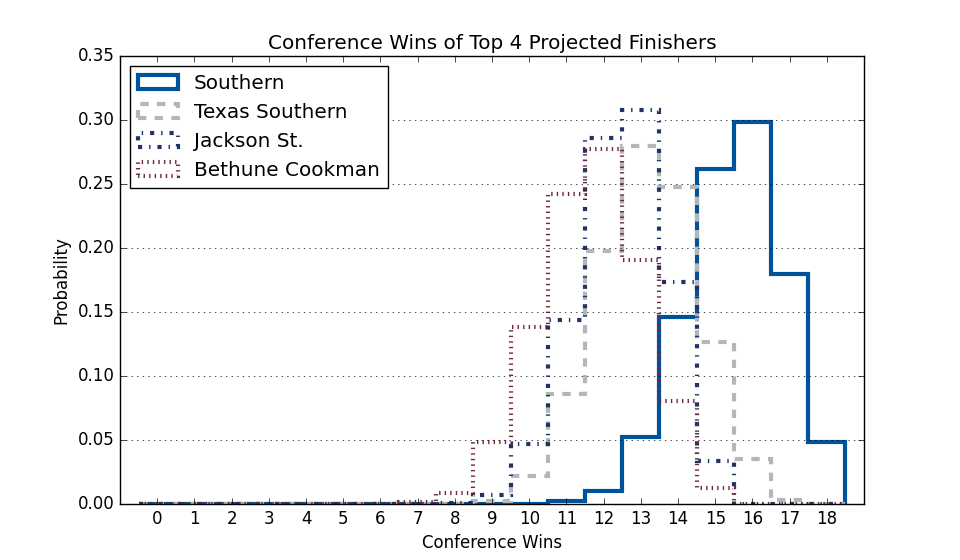 Conference Wins of Top 4 Projected Finishers
0.35
0.30
0.25
0.20
0.15
0.10
0.05
0.00
Probability
Southern
Texas Southern
Jackson St.
Bethune Cookman
0 1 2 3 4 5 6 7 8 9 10 11 12 13 14 15 16 17 18
Conference Wins